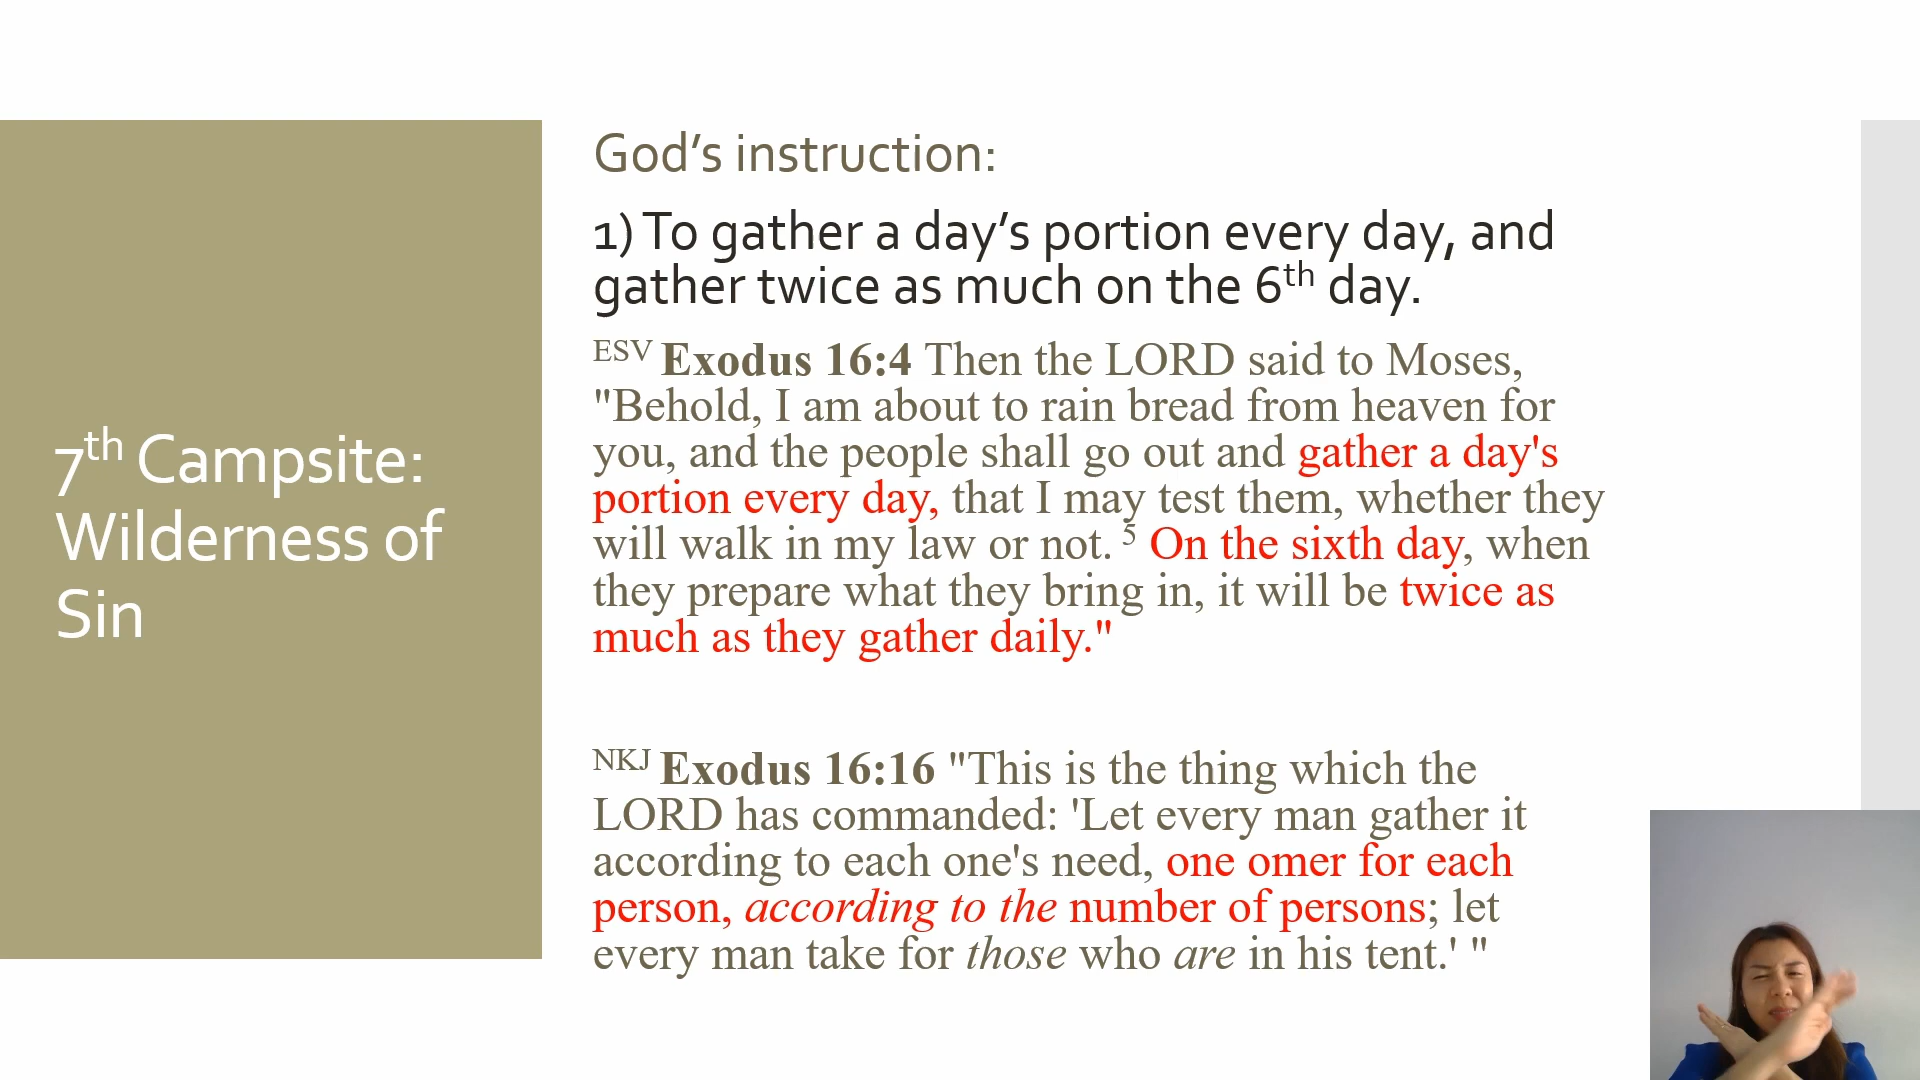 7th Campsite:
Wilderness of
Sin
God’s instruction:
1) To gather a day’s portion every day, and
gather twice as much on the 6th day.
ESV Exodus 16:4 Then the LORD said to Moses,
"Behold, I am about to rain bread from heaven for
you, and the people shall go out and gather a day's
portion every day, that I may test them, whether they
will walk in my law or not. 5 On the sixth day, when
they prepare what they bring in, it will be twice as
much as they gather daily."
NKJ Exodus 16:16 "This is the thing which the
LORD has commanded: 'Let every man gather it
according to each one's need, one omer for each
person, according to the number of persons; let
every man take for those who are in his tent.' "